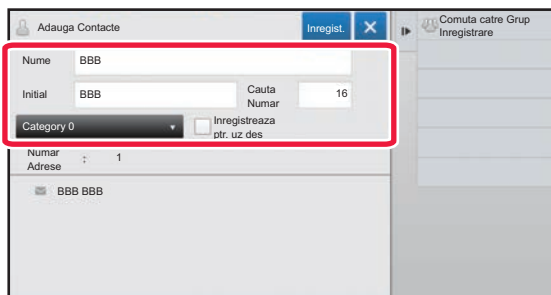 Adauga Contacte
Inregist.
Comuta catre Grup
Inregistrare
Nume
BBB
Initial
BBB
Cauta
Numar
16
Category 0
Inregistreaza
ptr. uz des
Numar
Adrese
:
1
BBB BBB